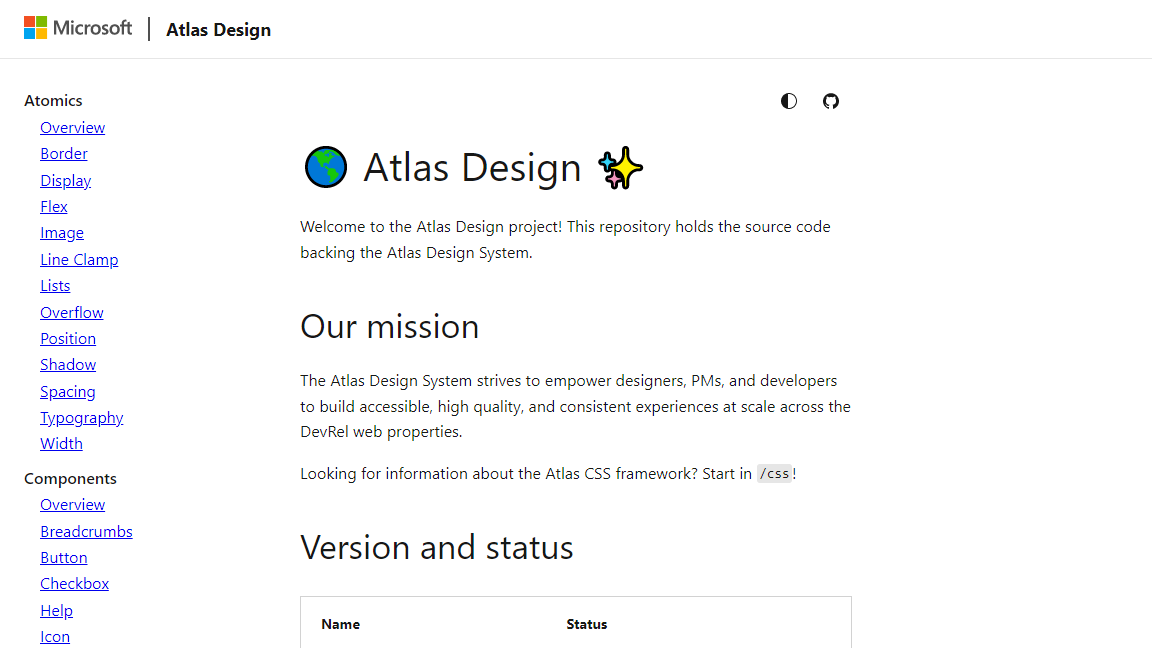 Microsoft | Atlas Design
Atomics
Overview
Border
Display
Flex
Image
Line Clamp
Lists
Overflow
Position
Shadow
Spacing
Typography
Width
Components
Overview
Breadcrumbs
Button
Checkbox
Help
Icon
🌎 Atlas Design ✨
Welcome to the Atlas Design project! This repository holds the source code
backing the Atlas Design System.
Our mission
The Atlas Design System strives to empower designers, PMs, and developers
to build accessible, high quality, and consistent experiences at scale across the
DevRel web properties.
Looking for information about the Atlas CSS framework? Start in /css!
Version and status
Name Status